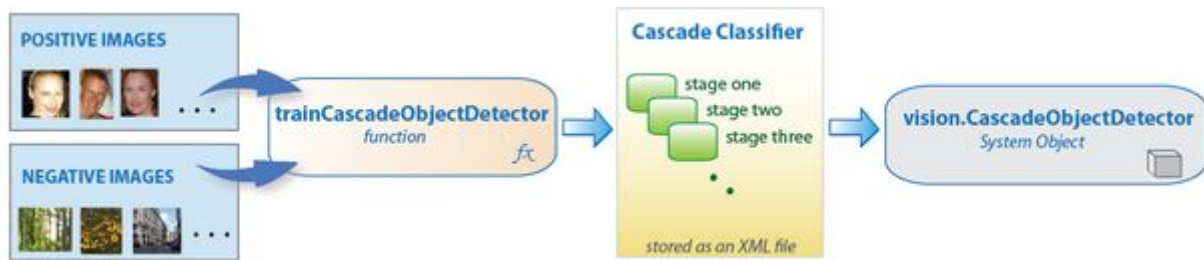 POSITIVE IMAGES
. . .
NEGATIVE IMAGES
. . .
trainCascadeObjectDetector
function
fx
Cascade Classifier
stage one
stage two
stage three
stored as an XML file
vision.CascadeObjectDetector
System Object